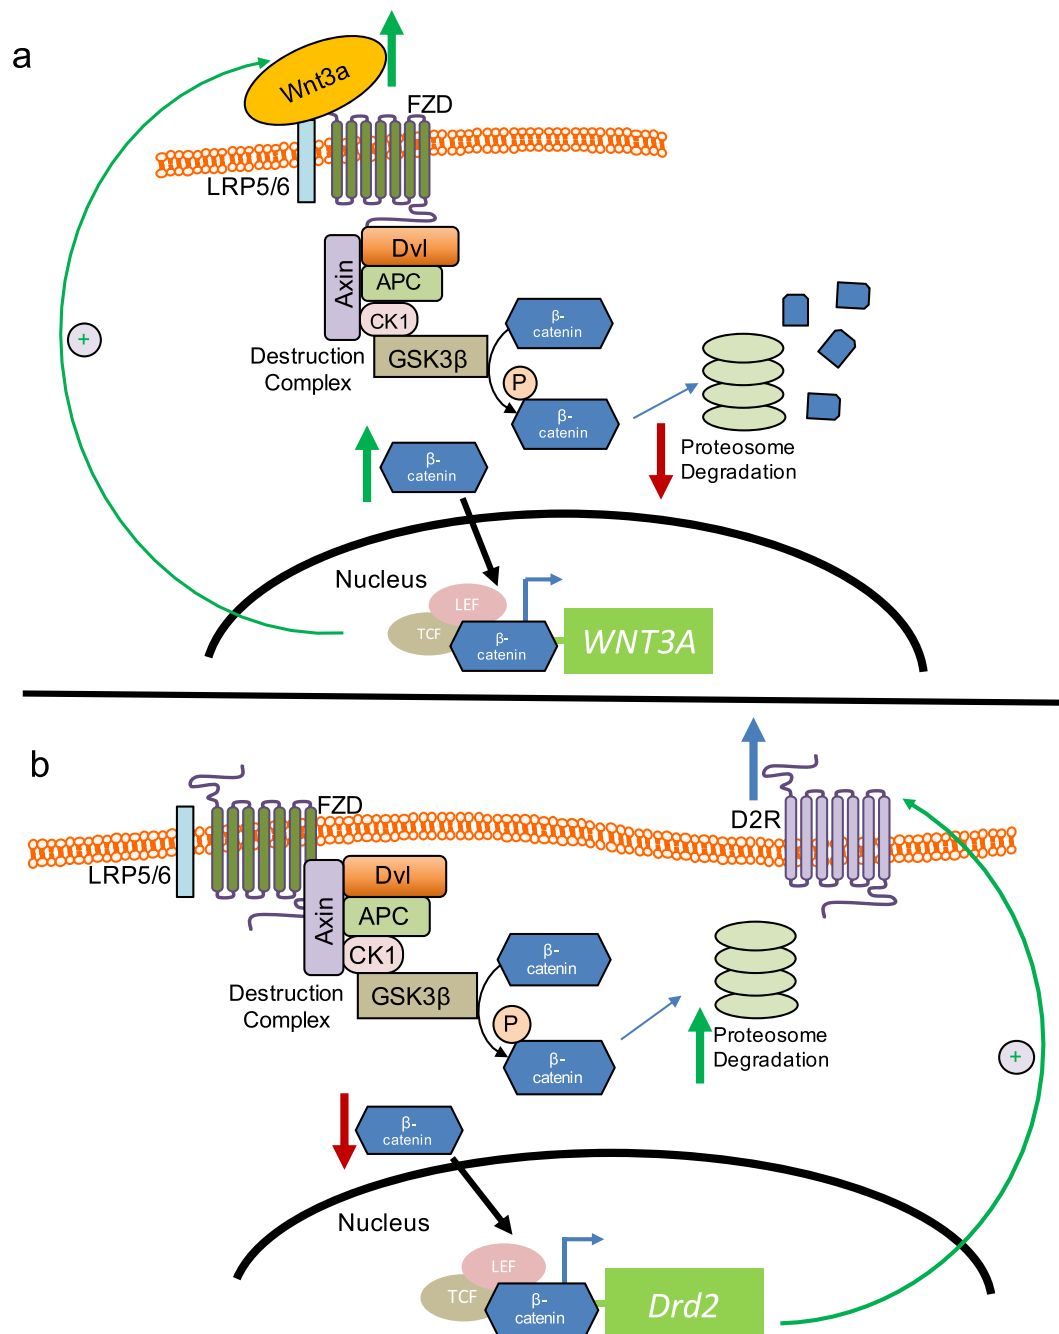 a
Wnt3a
FZD
LRP5/6
Dvl
Axin
APC
CK1
GSK3β
Destruction
Complex
β-
catenin
P
β-
catenin
Proteosome
Degradation
β-
catenin
Nucleus
LEF
TCF
β-
catenin
WNT3A
+
b
FZD
D2R
LRP5/6
Dvl
Axin
APC
CK1
GSK3β
Destruction
Complex
β-
catenin
P
β-
catenin
Proteosome
Degradation
+
β-
catenin
Nucleus
LEF
TCF
β-
catenin
Drd2